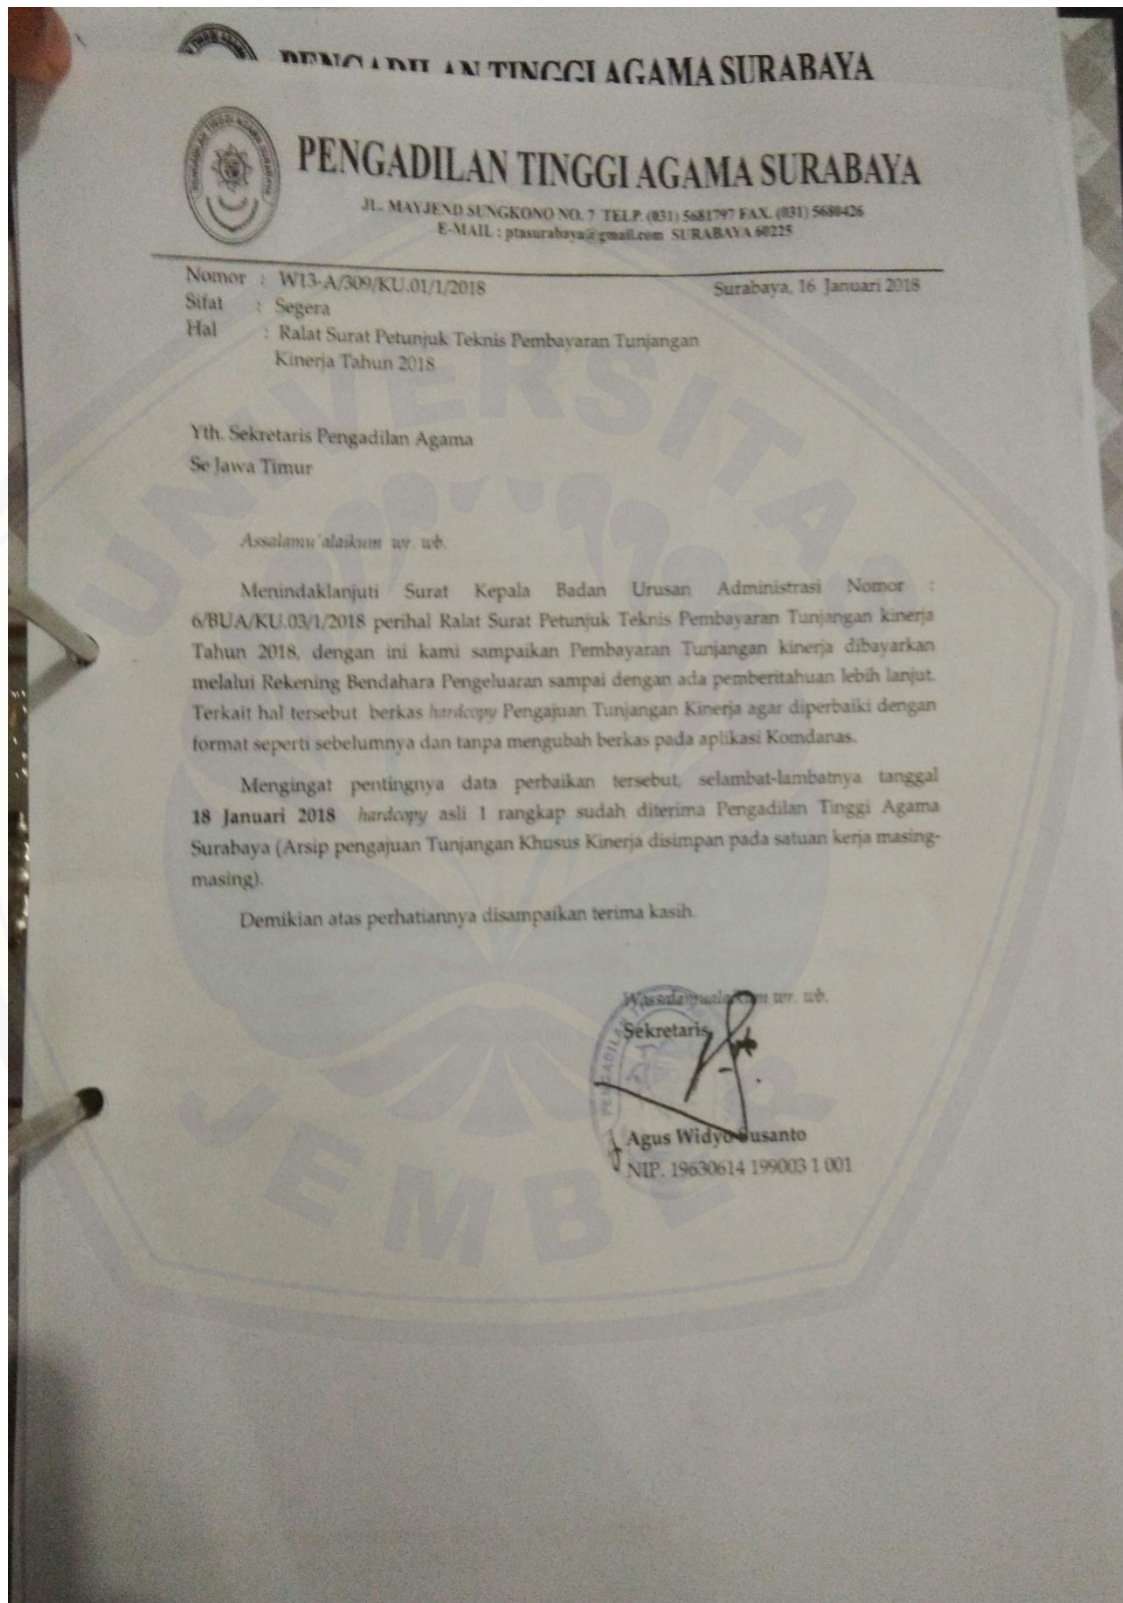 PENGADILAN TINGGI AGAMA SURABAYA
PENGADILAN TINGGI AGAMA SURABAYA
JL. MAYJEND SUNGKONO NO. 7 TELP. (031) 5681797 FAX. (031) 5680426
E-MAIL : ptasurabaya@gmail.com SURABAYA 60225
Nomor : W13-A/309/KU.01/1/2018 Surabaya, 16 Januari 2018
Sifat : Segera
Hal : Ralat Surat Petunjuk Teknis Pembayaran Tunjangan
Kinerja Tahun 2018
Yth. Sekretaris Pengadilan Agama
Se Jawa Timur
Assalamu'alaikum wr. wb.
Menindaklanjuti Surat Kepala Badan Urusan Administrasi Nomor :
6/BUA/KU.03/1/2018 perihal Ralat Surat Petunjuk Teknis Pembayaran Tunjangan kinerja
Tahun 2018, dengan ini kami sampaikan Pembayaran Tunjangan kinerja dibayarkan
melalui Rekening Bendahara Pengeluaran sampai dengan ada pemberitahuan lebih lanjut.
Terkait hal tersebut berkas hardcopy Pengajuan Tunjangan Kinerja agar diperbaiki dengan
format seperti sebelumnya dan tanpa mengubah berkas pada aplikasi Komdanas.
Mengingat pentingnya data perbaikan tersebut, selambat-lambatnya tanggal
18 Januari 2018 hardcopy asli 1 rangkap sudah diterima Pengadilan Tinggi Agama
Surabaya (Arsip pengajuan Tunjangan Khusus Kinerja disimpan pada satuan kerja masing-
masing).
Demikian atas perhatiannya disampaikan terima kasih.
Wassalamualaikum wr. wb.
Sekretaris
Agus Widyo Susanto
NIP. 19630614 199003 1 001
UNIVERSITAS
JEMBER